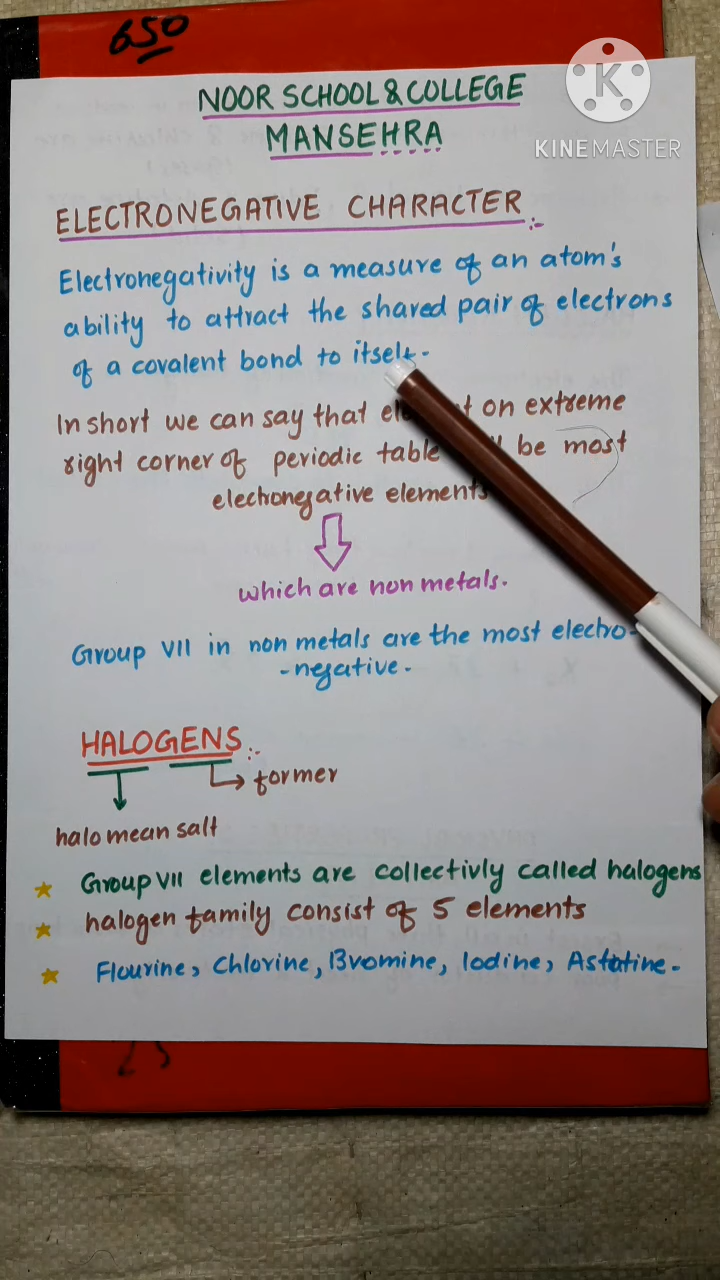 650
K
KINEMASTER
NOOR SCHOOL & COLLEGE
MANSEHRA
ELECTRONEGATIVE CHARACTER :-
Electronegativity is a measure of an atom's
ability to attract the shared pair of electrons
of a covalent bond to itself.
In short we can say that on extreme
right corner of periodic table be most
electronegative elements
which are non metals.
Group VII in non metals are the most electro-
-negative.
HALOGENS :-
former
halo mean salt
Group VII elements are collectivly called halogens
halogen family consist of 5 elements
Flourine, Chlorine, Bromine, Iodine, Astatine.